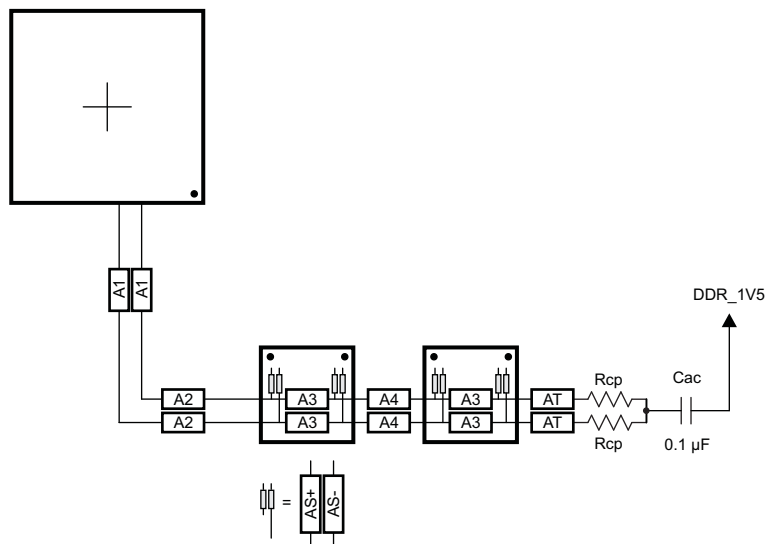 A1 A1
DDR_1V5
Rcp Cac
A2 A3 A4 A3 AT
A2 A3 A4 A3 AT
Rcp 0.1 µF
= AS+ AS-